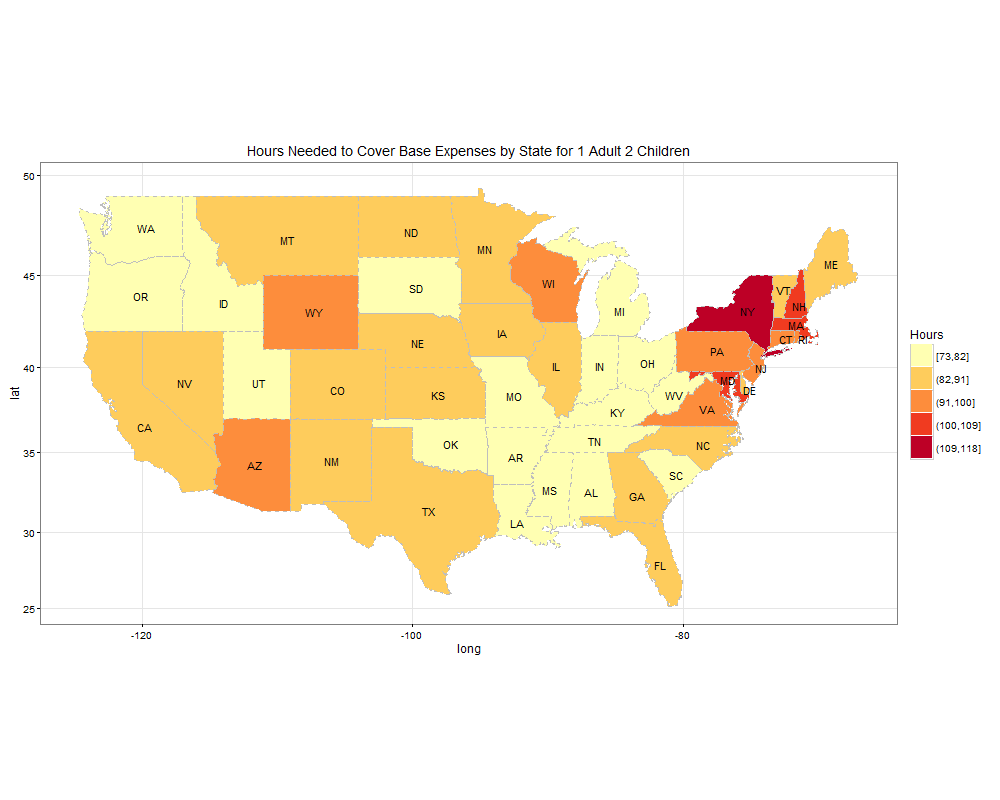 Hours Needed to Cover Base Expenses by State for 1 Adult 2 Children
50
45
40
35
30
25
lat
-120
-100
-80
long
WA
MT
ND
MN
ME
OR
ID
WY
SD
WI
MI
NY
VT
NH
MA
CT
RI
NV
UT
CO
NE
IA
IL
IN
OH
PA
NJ
MD
DE
WV
VA
CA
KS
MO
KY
AZ
NM
OK
AR
TN
NC
SC
TX
LA
MS
AL
GA
FL
Hours
[73,82]
(82,91]
(91,100]
(100,109]
(109,118]